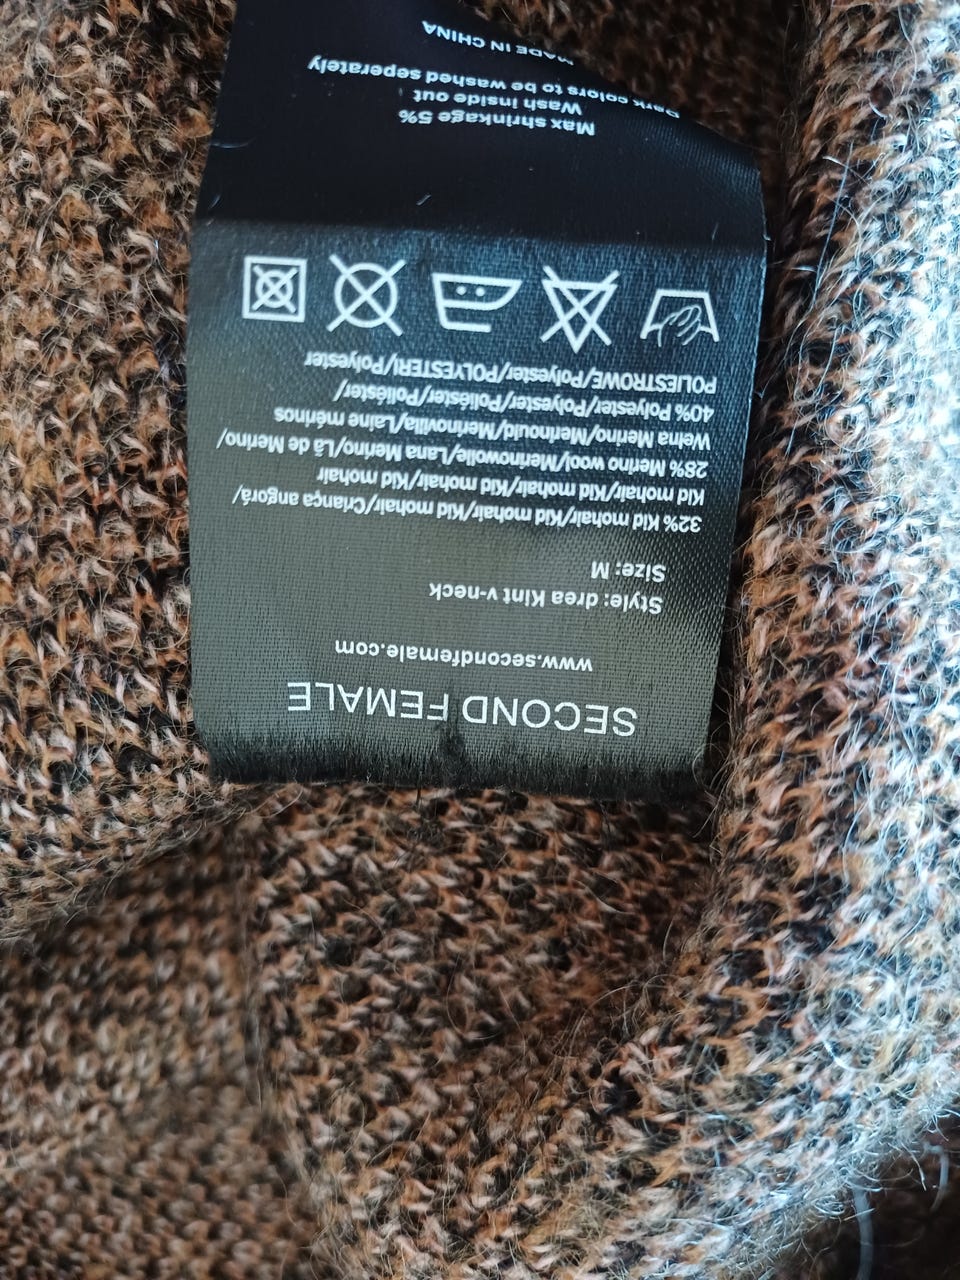 SECOND FEMALE
www.secondfemale.com
Style: drea Kint v-neck
Size: M
32% Kid mohair/Kid mohair/Kid mohair/Criança angorá/
Kid mohair/Kid mohair/Kid mohair/Kid mohair
28% Merino wool/Merinowolle/Lana Merino/Lã de Merino/
Wełna Merino/Merinould/Merinovilla/Laine mérinos
40% Polyester/Polyester/Poliéster/Poliéster/
POLIESTROWE/Polyester/POLYESTERI/Polyester
Max shrinkage 5%
Wash inside out
Dark colors to be washed seperately
MADE IN CHINA